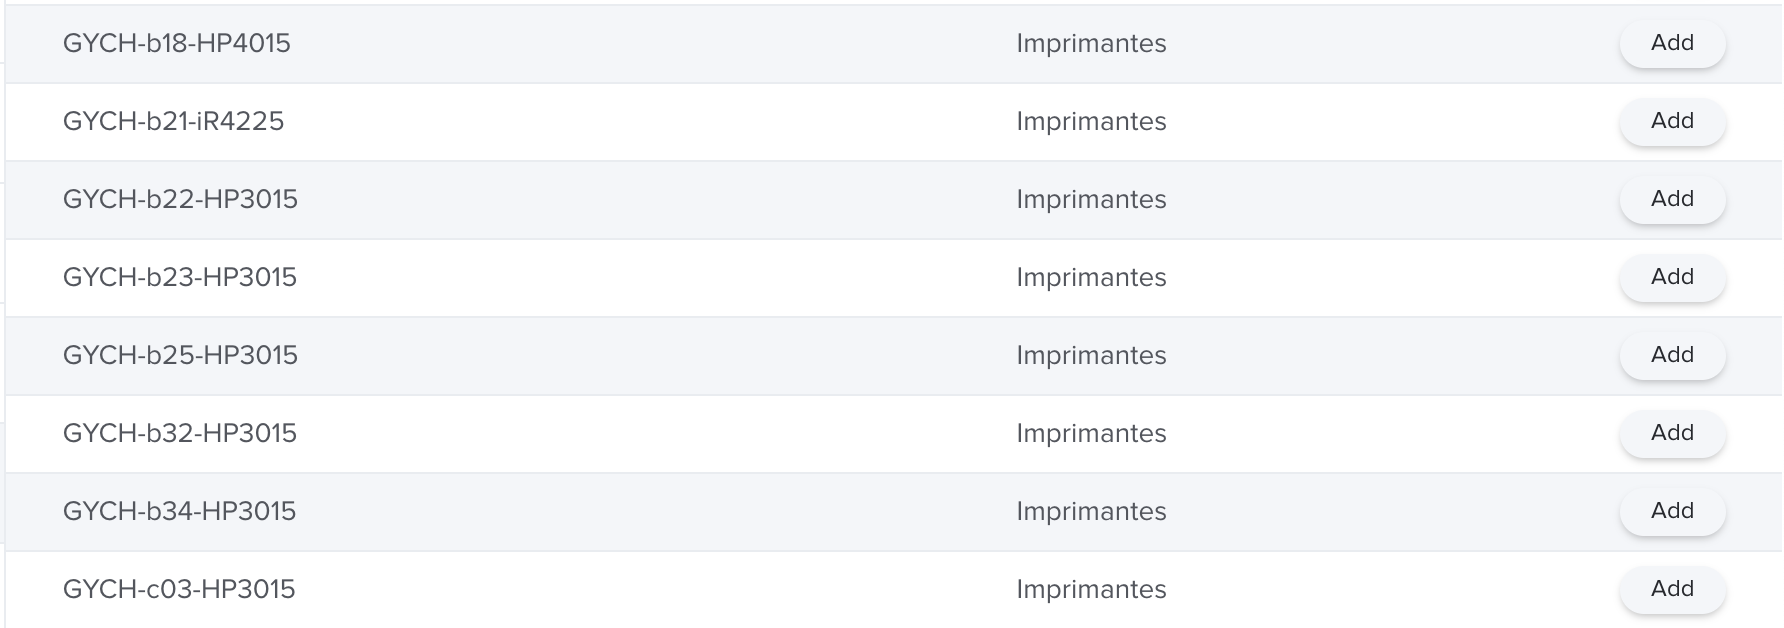 GYCH-b18-HP4015 Imprimantes Add
GYCH-b21-iR4225 Imprimantes Add
GYCH-b22-HP3015 Imprimantes Add
GYCH-b23-HP3015 Imprimantes Add
GYCH-b25-HP3015 Imprimantes Add
GYCH-b32-HP3015 Imprimantes Add
GYCH-b34-HP3015 Imprimantes Add
GYCH-c03-HP3015 Imprimantes Add